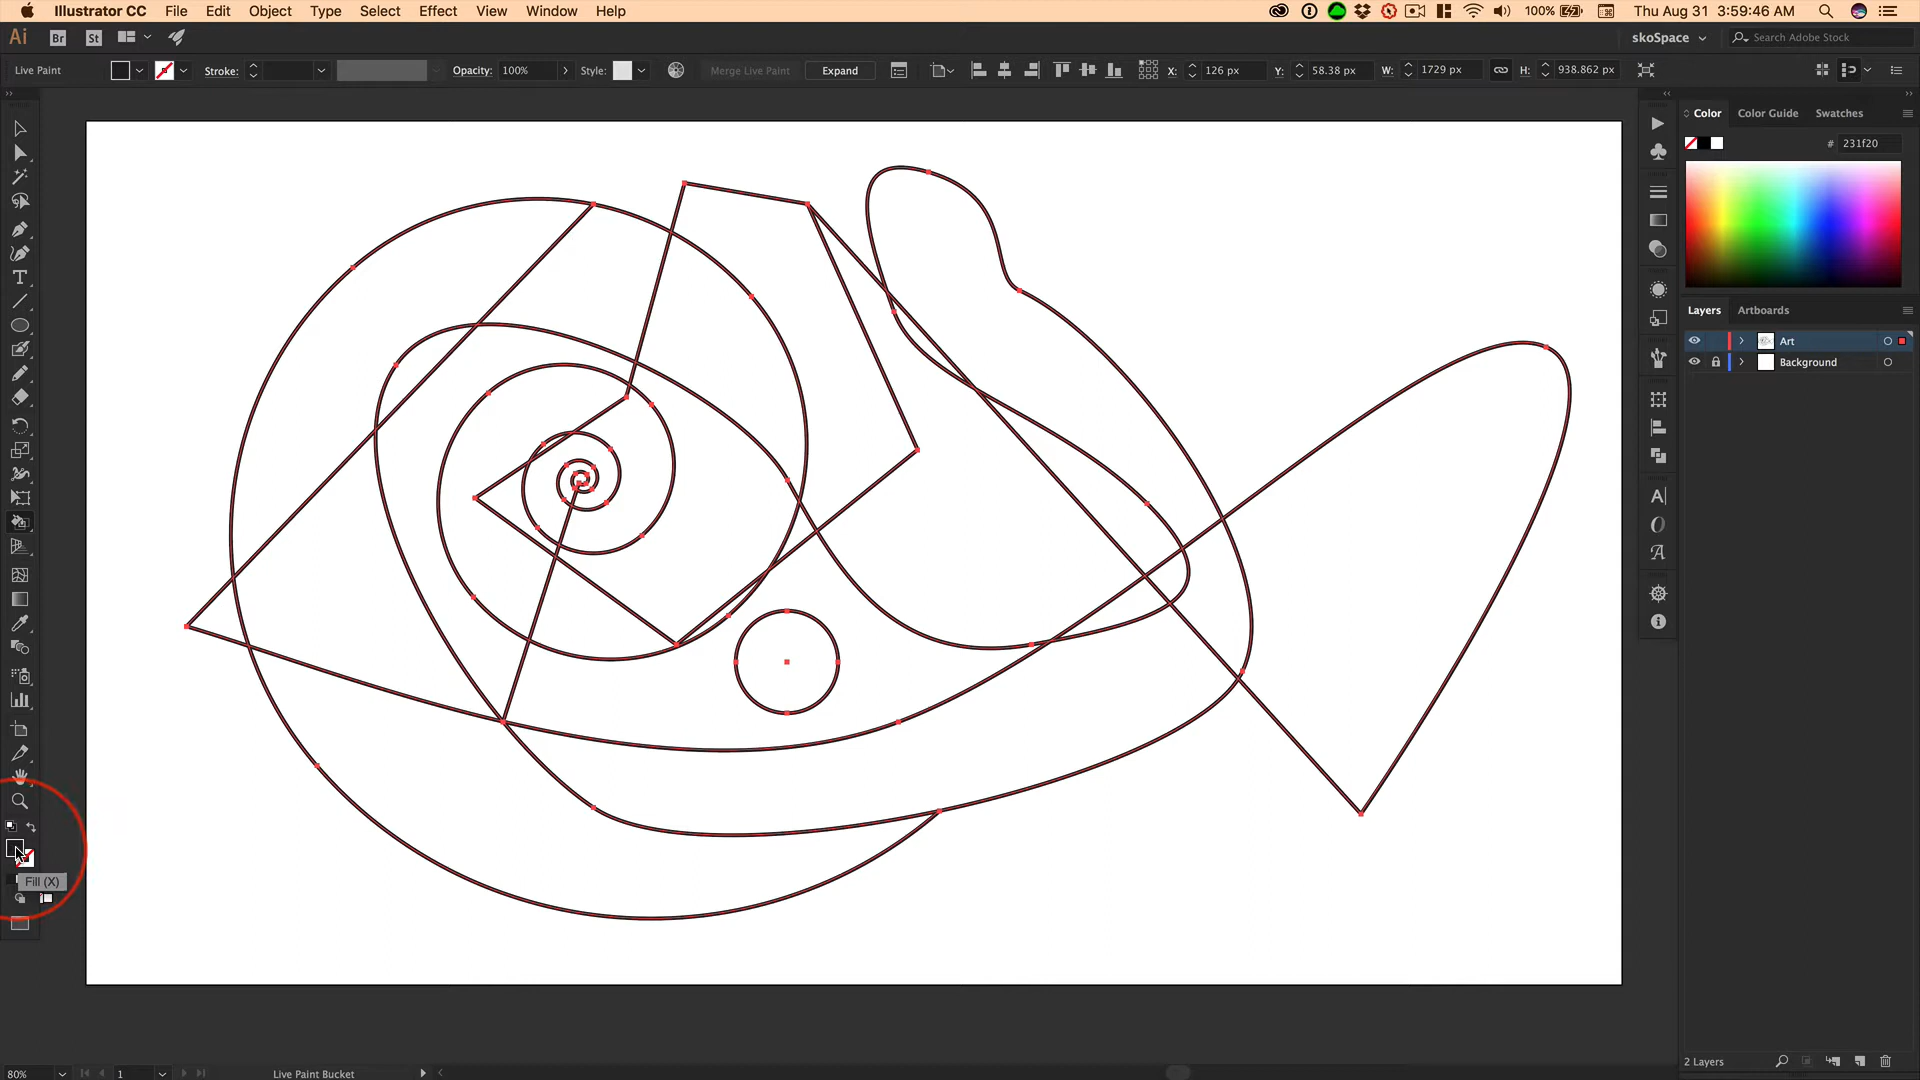 Illustrator CC File Edit Object Type Select Effect View Window Help 100% Thu Aug 31 3:59:46 AM
Ai Br St skoSpace Search Adobe Stock
Live Paint Stroke: Opacity: 100% Style: Merge Live Paint Expand X: 126 px Y: 58.38 px W: 1729 px H: 938.862 px
Color Color Guide Swatches
# 231f20
Layers Artboards
Art
Background
Fill (X)
2 Layers
80% 1 Live Paint Bucket